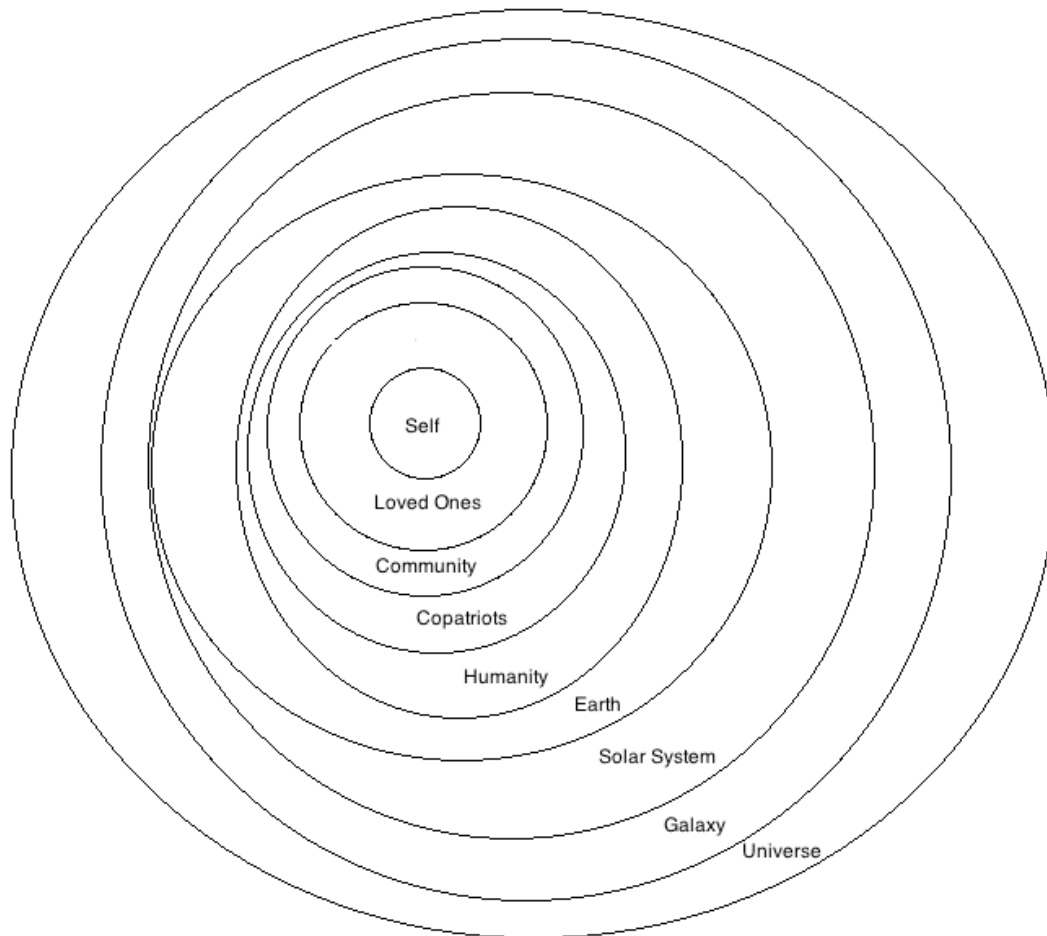 Self
Loved Ones
Community
Copatriots
Humanity
Earth
Solar System
Galaxy
Universe